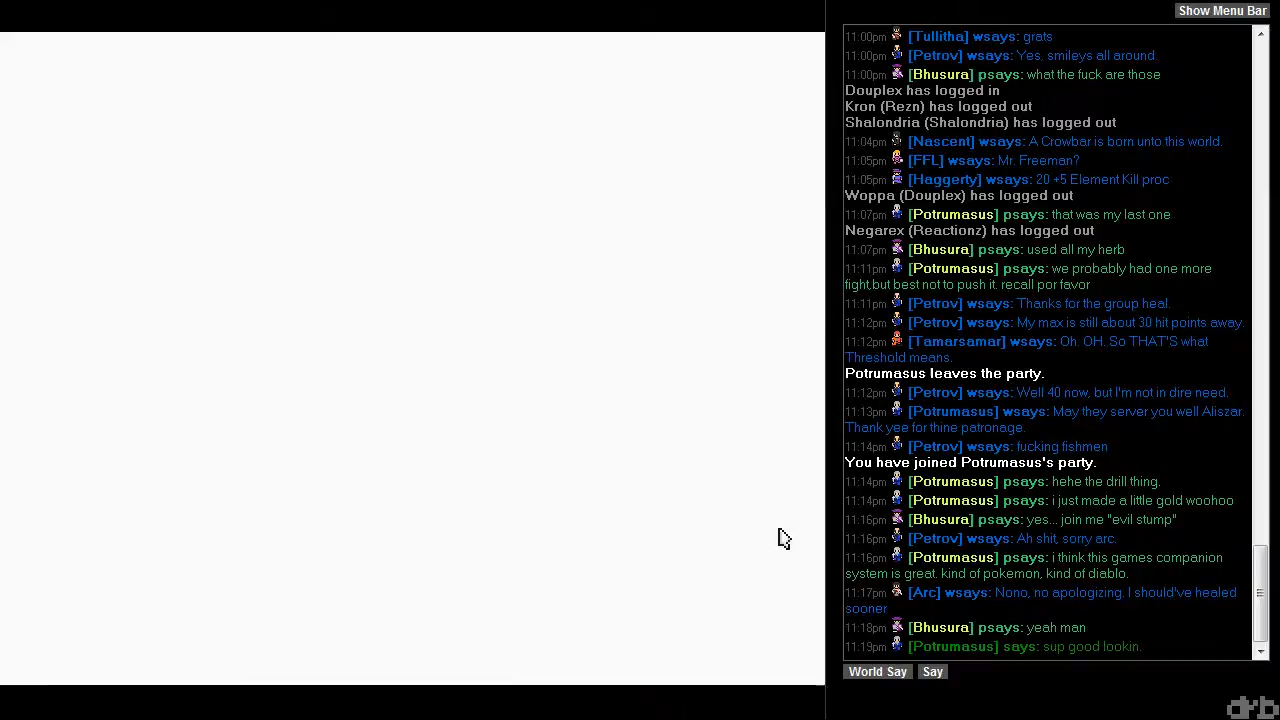 Show Menu Bar
11:00pm [Tullitha] wsays: grats
11:00pm [Petrov] wsays: Yes, smileys all around.
11:00pm [Bhusura] psays: what the fuck are those
Douplex has logged in
Kron (Rezn) has logged out
Shalondria (Shalondria) has logged out
11:04pm [Nascent] wsays: A Crowbar is born unto this world.
11:05pm [FFL] wsays: Mr. Freeman?
11:05pm [Haggerty] wsays: 20 +5 Element Kill proc
Woppa (Douplex) has logged out
11:07pm [Potrumasus] psays: that was my last one
Negarex (Reactionz) has logged out
11:07pm [Bhusura] psays: used all my herb
11:11pm [Potrumasus] psays: we probably had one more
fight,but best not to push it. recall por favor
11:11pm [Petrov] wsays: Thanks for the group heal.
11:12pm [Petrov] wsays: My max is still about 30 hit points away.
11:12pm [Tamarsamar] wsays: Oh. OH. So THAT'S what
Threshold means.
Potrumasus leaves the party.
11:12pm [Petrov] wsays: Well 40 now, but I'm not in dire need.
11:13pm [Potrumasus] wsays: May they server you well Aliszar.
Thank yee for thine patronage.
11:14pm [Petrov] wsays: fucking fishmen
You have joined Potrumasus's party.
11:14pm [Potrumasus] psays: hehe the drill thing.
11:14pm [Potrumasus] psays: i just made a little gold woohoo
11:16pm [Bhusura] psays: yes... join me "evil stump"
11:16pm [Petrov] wsays: Ah shit, sorry arc.
11:16pm [Potrumasus] psays: i think this games companion
system is great. kind of pokemon, kind of diablo.
11:17pm [Arc] wsays: Nono, no apologizing. I should've healed
sooner
11:18pm [Bhusura] psays: yeah man
11:19pm [Potrumasus] says: sup good lookin.
World Say Say